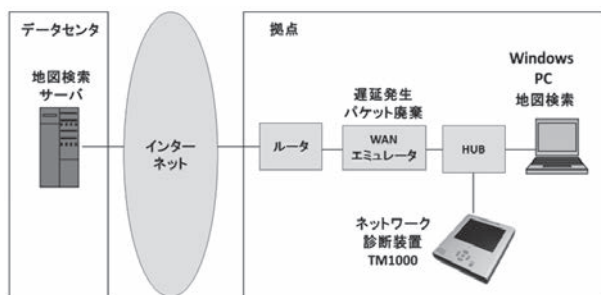 データセンタ
地図検索
サーバ
インター
ネット
拠点
ルータ
遅延発生
パケット廃棄
WAN
エミュレータ
HUB
Windows
PC
地図検索
ネットワーク
診断装置
TM1000